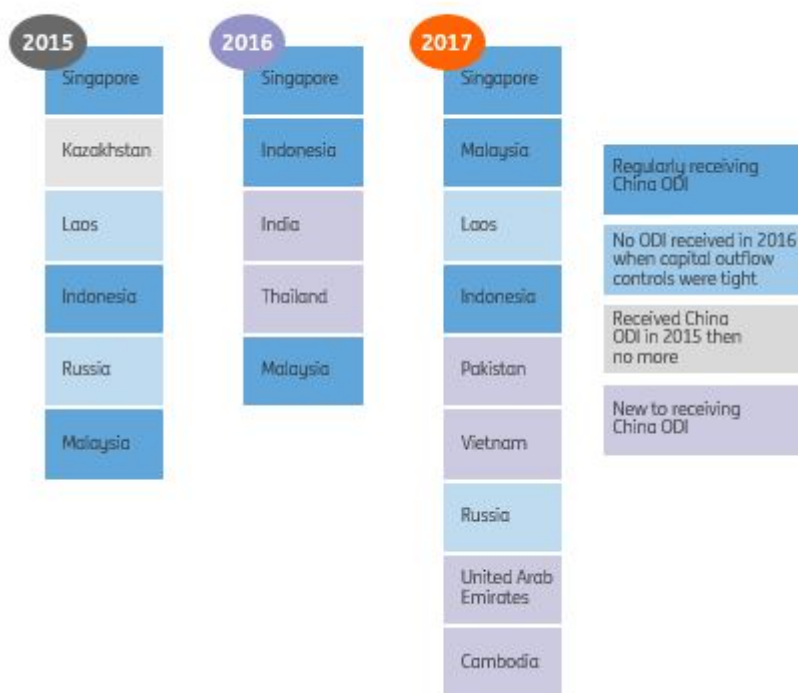 2015
Singapore
Kazakhstan
Laos
Indonesia
Russia
Malaysia
2016
Singapore
Indonesia
India
Thailand
Malaysia
2017
Singapore
Malaysia
Laos
Indonesia
Pakistan
Vietnam
Russia
United Arab
Emirates
Cambodia
Regularly receiving
China ODI
No ODI received in 2016
when capital outflow
controls were tight
Received China
ODI in 2015 then
no more
New to receiving
China ODI